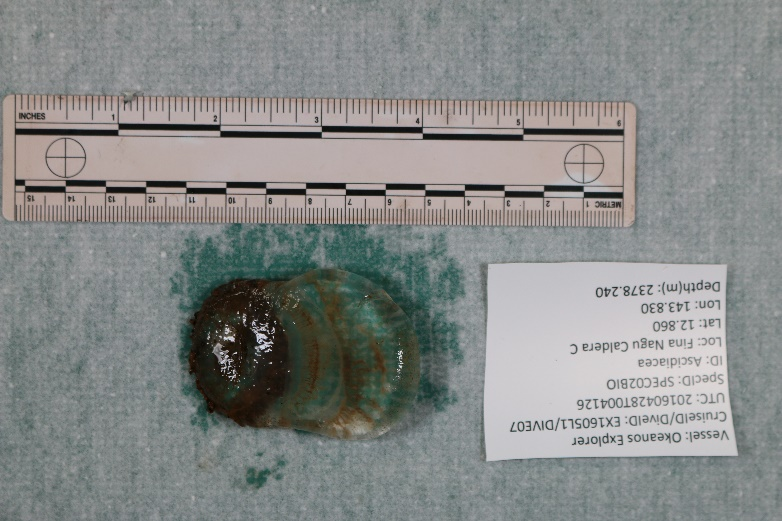 INCHES 1 2 3 4 5 6
15 14 13 12 11 10 9 8 7 6 5 4 3 2 1 METRIC
Vessel: Okeanos Explorer
CruiseID/DiveID: EX1605L1/DIVE07
UTC: 20160428T004126
SpecID: SPEC02BIO
ID: Ascidiacea
Loc: Fina Nagu Caldera C
Lat: 12.860
Lon: 143.830
Depth(m): 2378.240